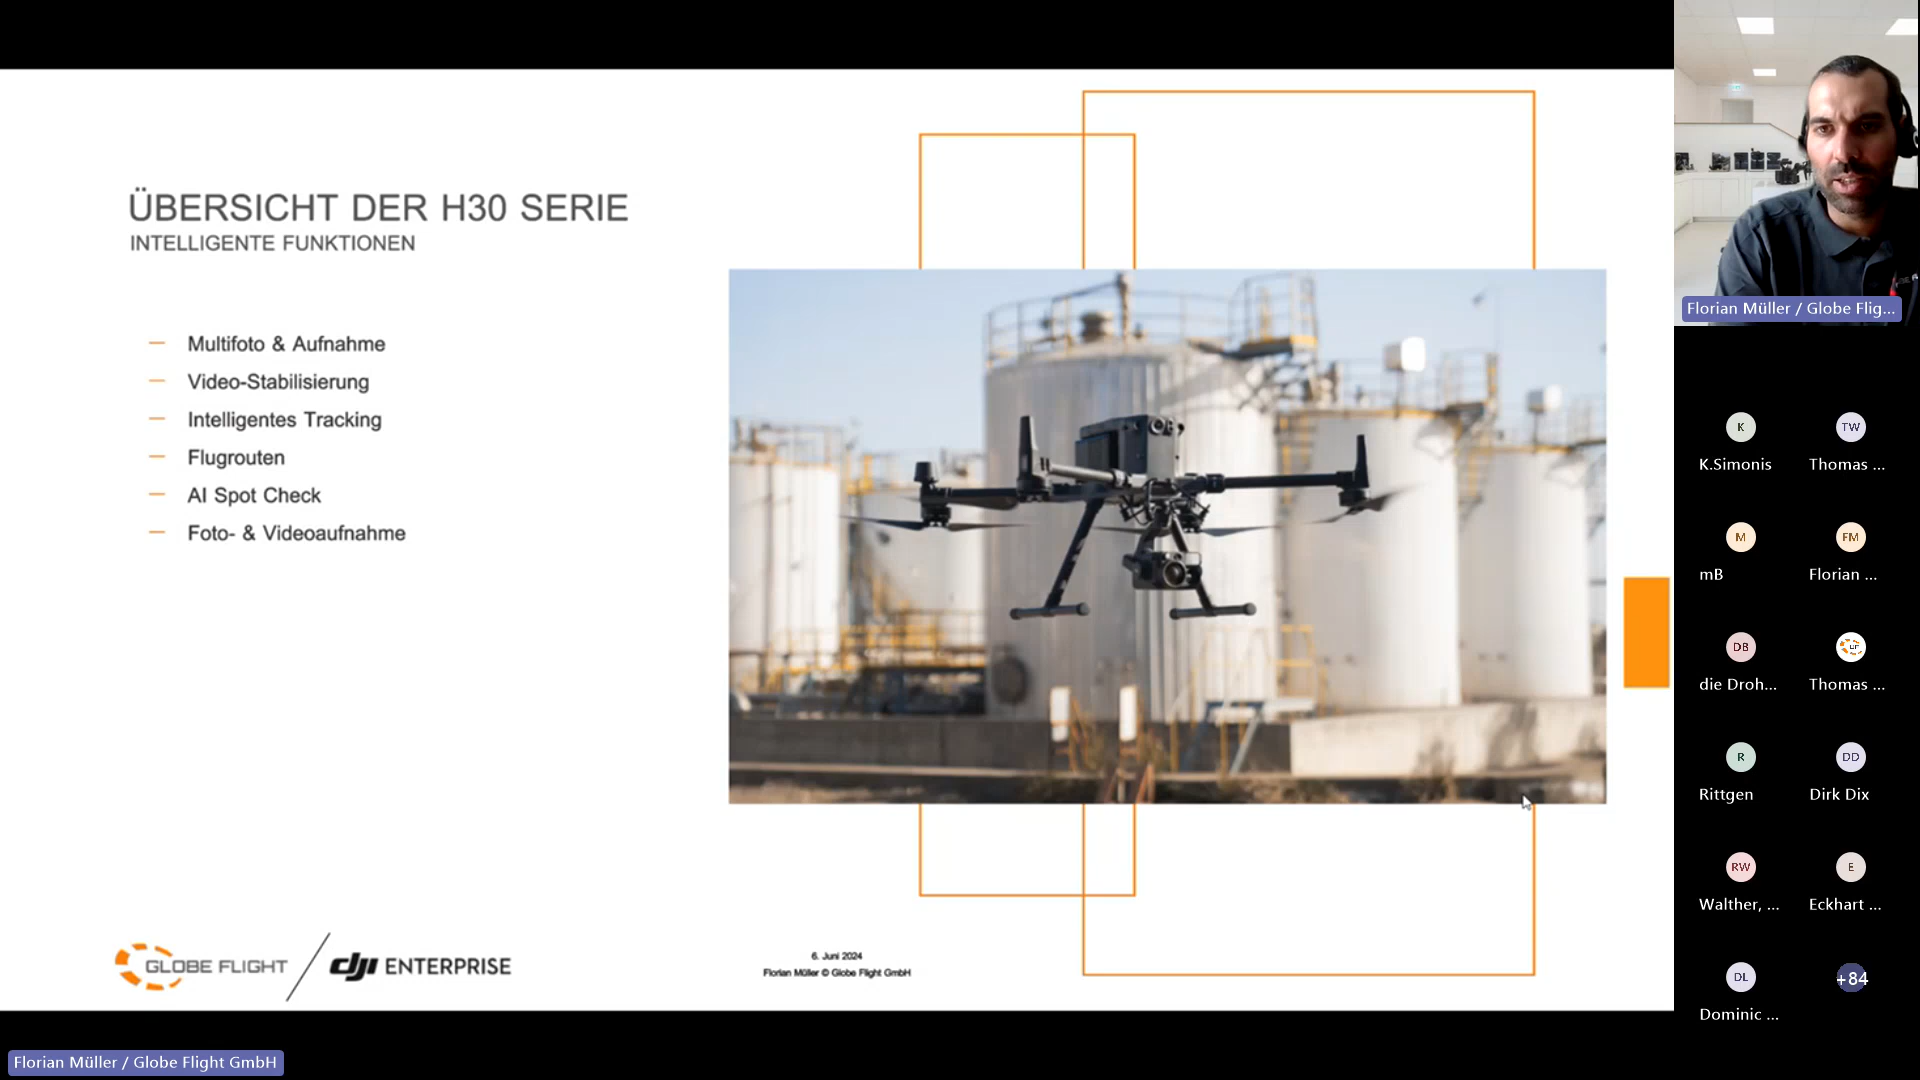 ÜBERSICHT DER H30 SERIE
INTELLIGENTE FUNKTIONEN
— Multifoto & Aufnahme
— Video-Stabilisierung
— Intelligentes Tracking
— Flugrouten
— AI Spot Check
— Foto- & Videoaufnahme
GLOBE FLIGHT
dji ENTERPRISE
6. Juni 2024
Florian Müller © Globe Flight GmbH
Florian Müller / Globe Flight GmbH
Florian Müller / Globe Flig...
K
TW
K.Simonis
Thomas ...
M
FM
mB
Florian ...
DB
GF
die Droh...
Thomas ...
R
DD
Rittgen
Dirk Dix
RW
E
Walther, ...
Eckhart ...
DL
+84
Dominic ...